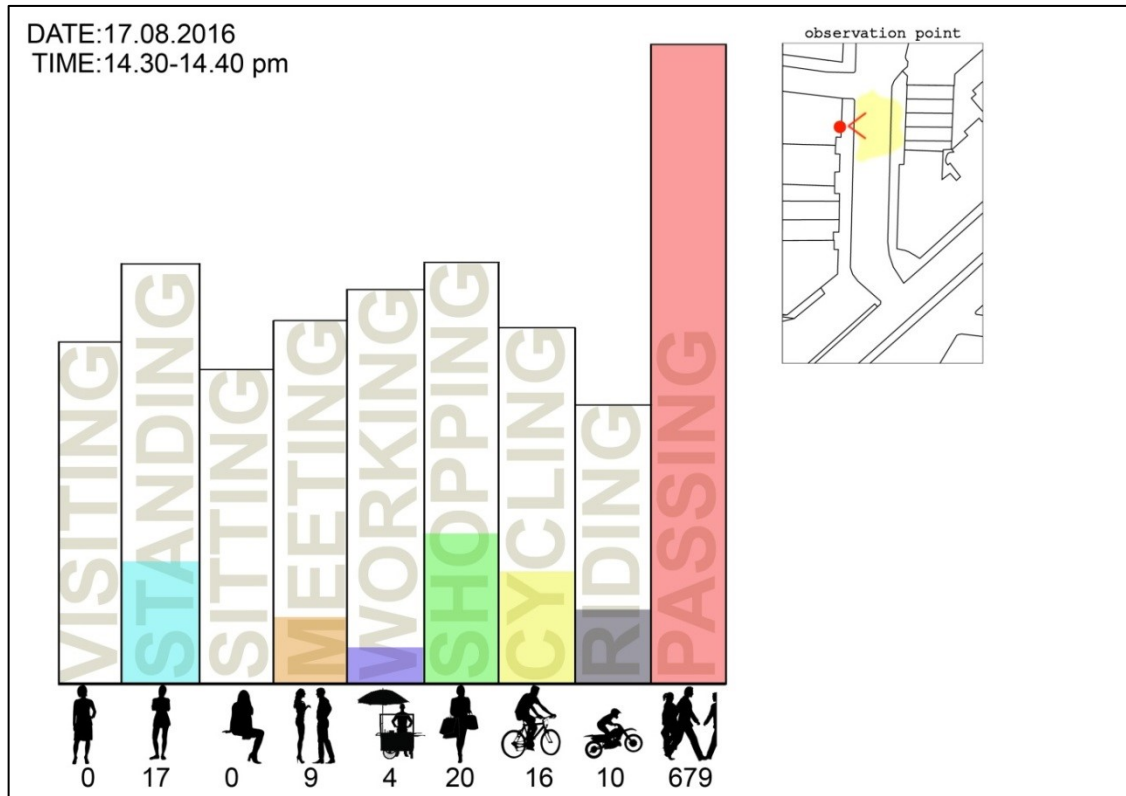 DATE:17.08.2016
TIME:14.30-14.40 pm
observation point
VISITING
STANDING
SITTING
MEETING
WORKING
SHOPPING
CYCLING
RIDING
PASSING
0 17 0 9 4 20 16 10 679